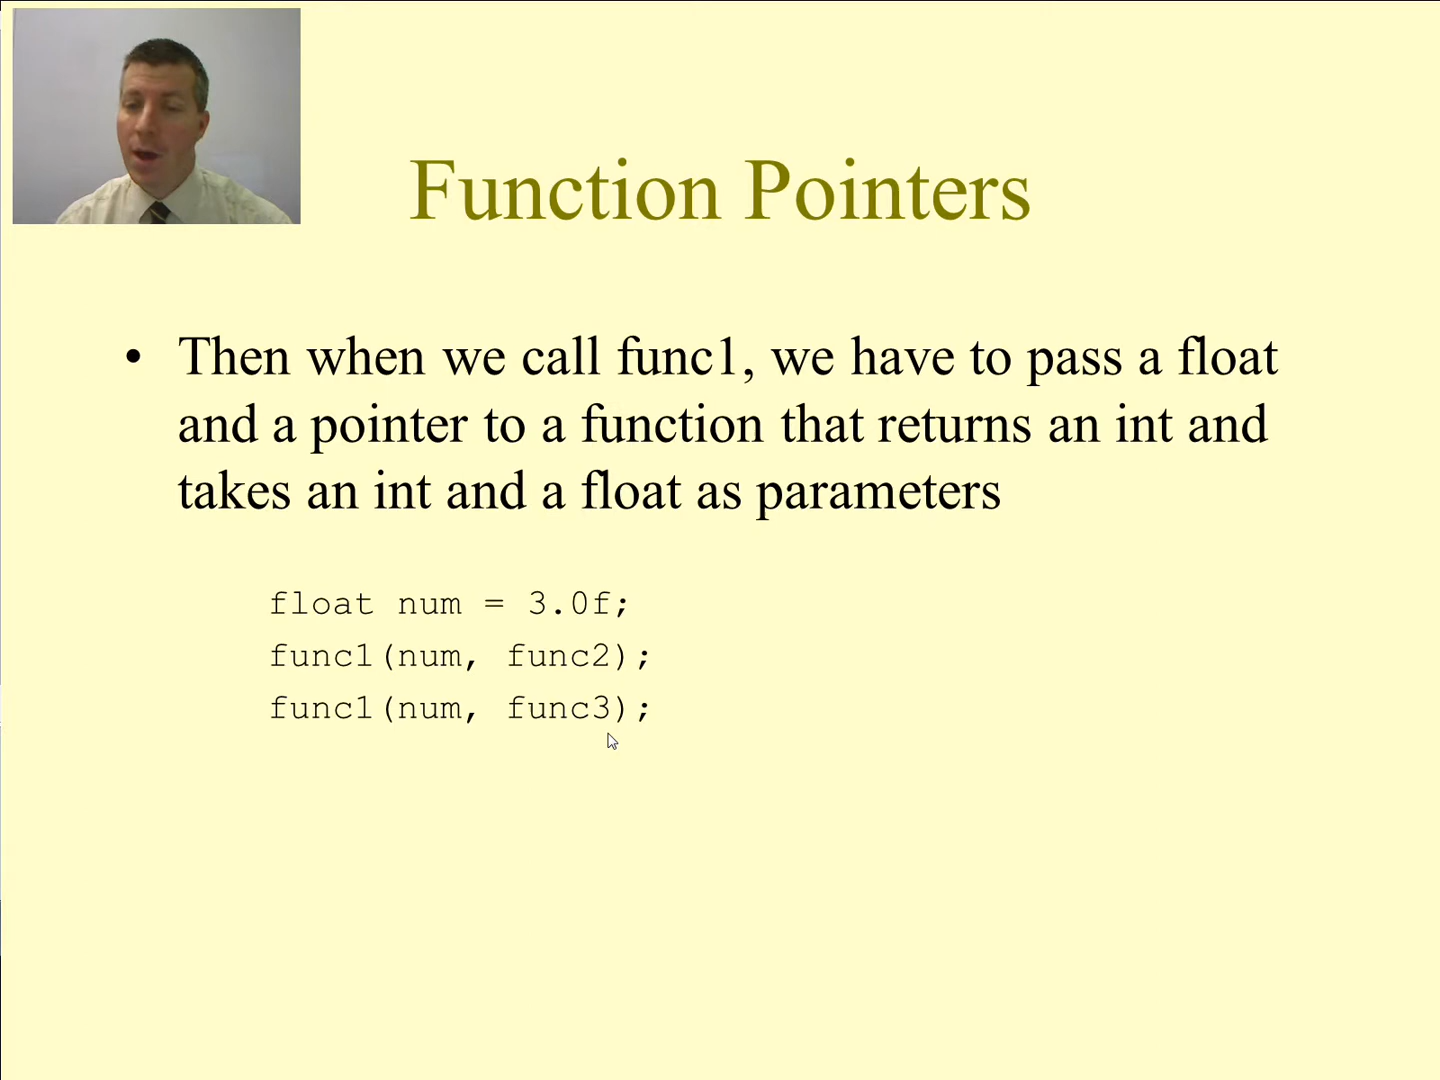 Function Pointers
• Then when we call func1, we have to pass a float
and a pointer to a function that returns an int and
takes an int and a float as parameters
float num = 3.0f;
func1(num, func2);
func1(num, func3);